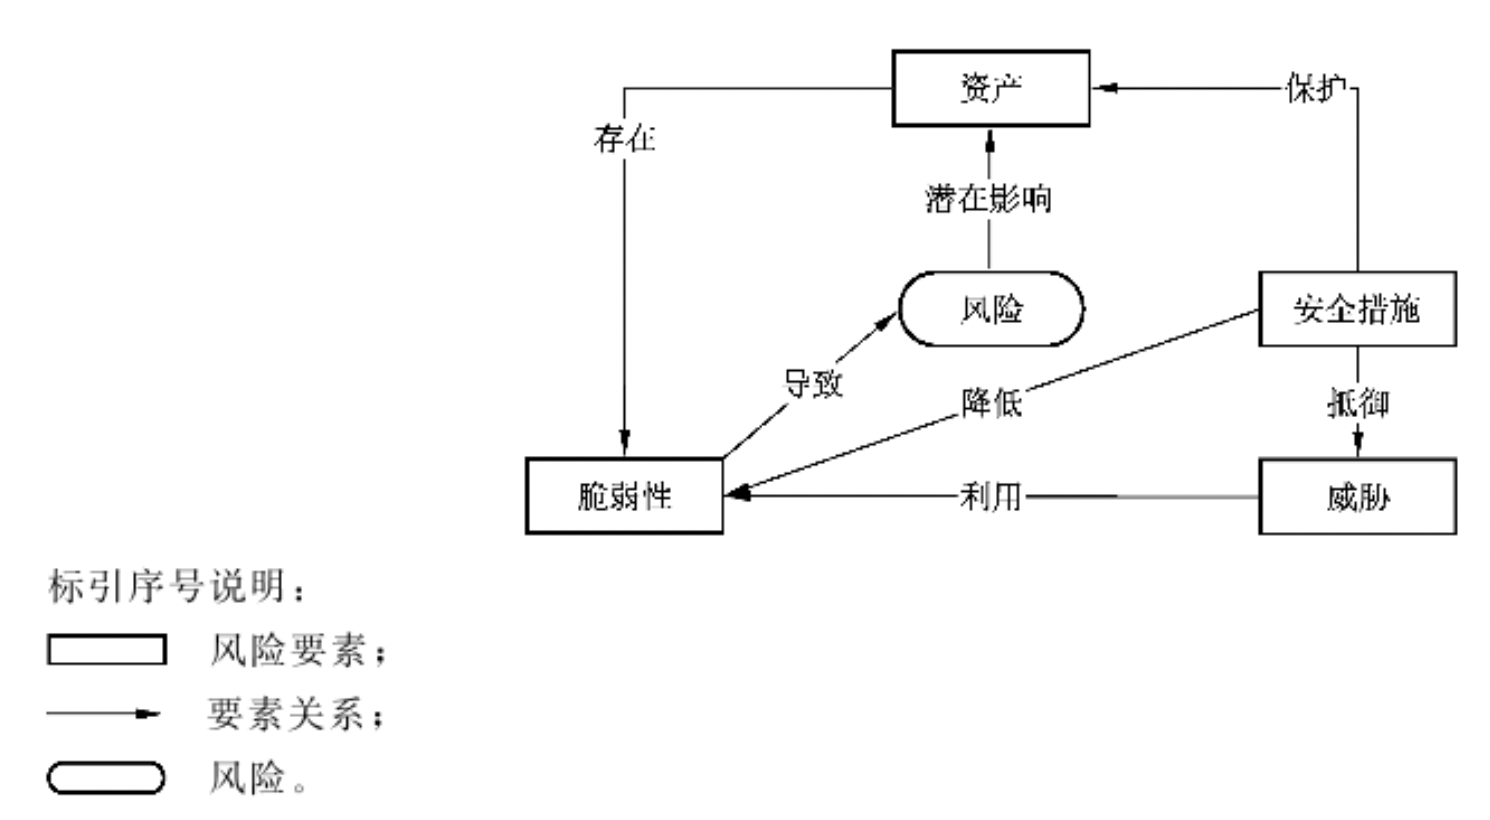 资产
保护
存在
潜在影响
风险
安全措施
导致
降低
抵御
脆弱性
利用
威胁
标引序号说明：
风险要素；
要素关系；
风险。